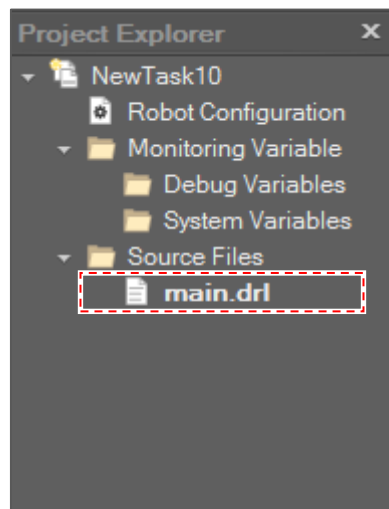 Project Explorer x
NewTask10
Robot Configuration
Monitoring Variable
Debug Variables
System Variables
Source Files
main.drl